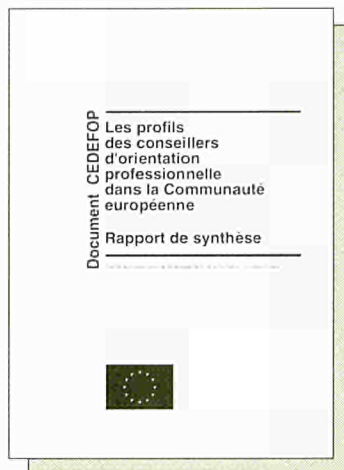 Document CEDEFOP
Les profils
des conseillers
d'orientation
professionnelle
dans la Communauté
européenne
Rapport de synthèse